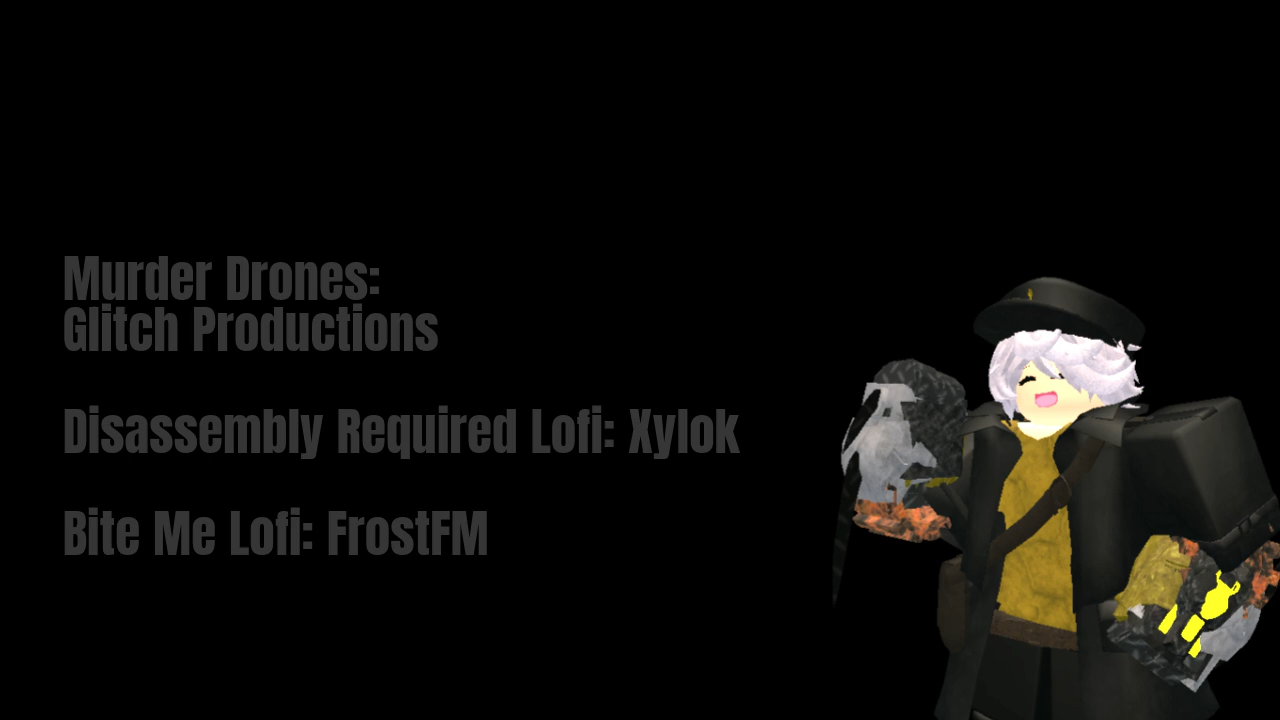 Murder Drones:
Glitch Productions
Disassembly Required Lofi: Xylok
Bite Me Lofi: FrostFM